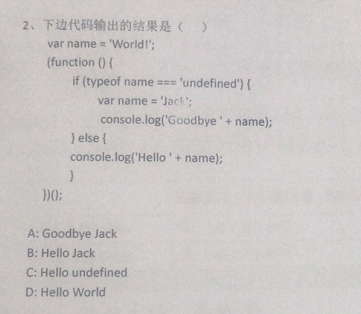 2、下边代码输出的结果是（ ）
var name = 'World!';
(function () {
if (typeof name === 'undefined') {
var name = 'Jack';
console.log('Goodbye ' + name);
} else {
console.log('Hello ' + name);
}
})();
A: Goodbye Jack
B: Hello Jack
C: Hello undefined
D: Hello World